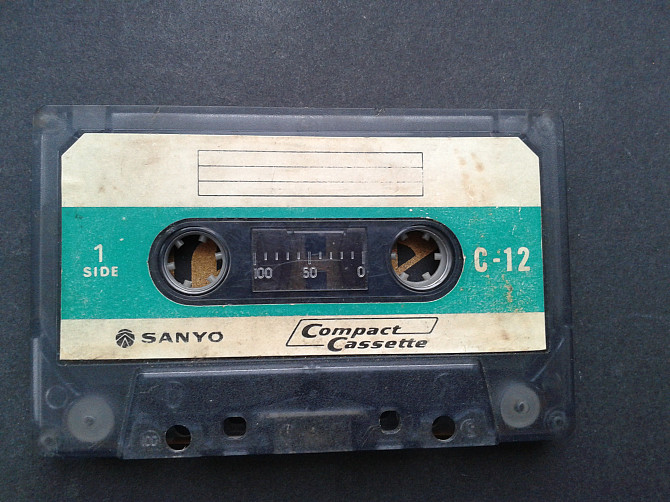 1
SIDE
100 50 0
C-12
SANYO
Compact
Cassette